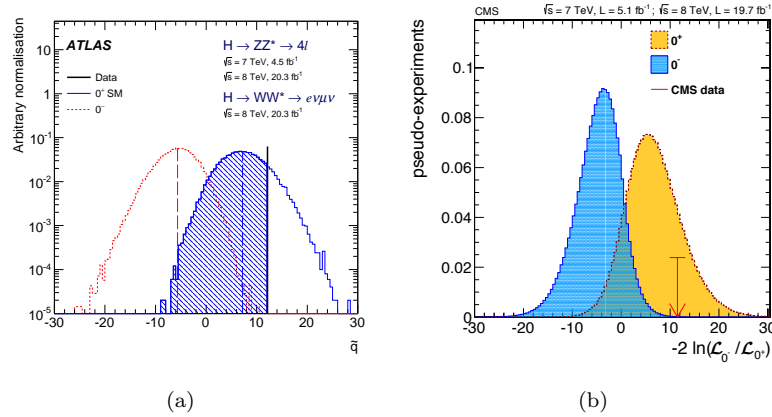 ATLAS
H → ZZ* → 4l
√s = 7 TeV, 4.5 fb⁻¹
√s = 8 TeV, 20.3 fb⁻¹
H → WW* → eνμν
√s = 8 TeV, 20.3 fb⁻¹
Data
0⁺ SM
0⁻
Arbitrary normalisation
10
1
10⁻¹
10⁻²
10⁻³
10⁻⁴
10⁻⁵
-30 -20 -10 0 10 20 30
q̃
(a)
CMS √s = 7 TeV, L = 5.1 fb⁻¹ ; √s = 8 TeV, L = 19.7 fb⁻¹
0⁺
0⁻
CMS data
pseudo-experiments
0.1
0.08
0.06
0.04
0.02
0
-30 -20 -10 0 10 20 30
-2 ln(ℒ₀⁻ /ℒ₀⁺)
(b)